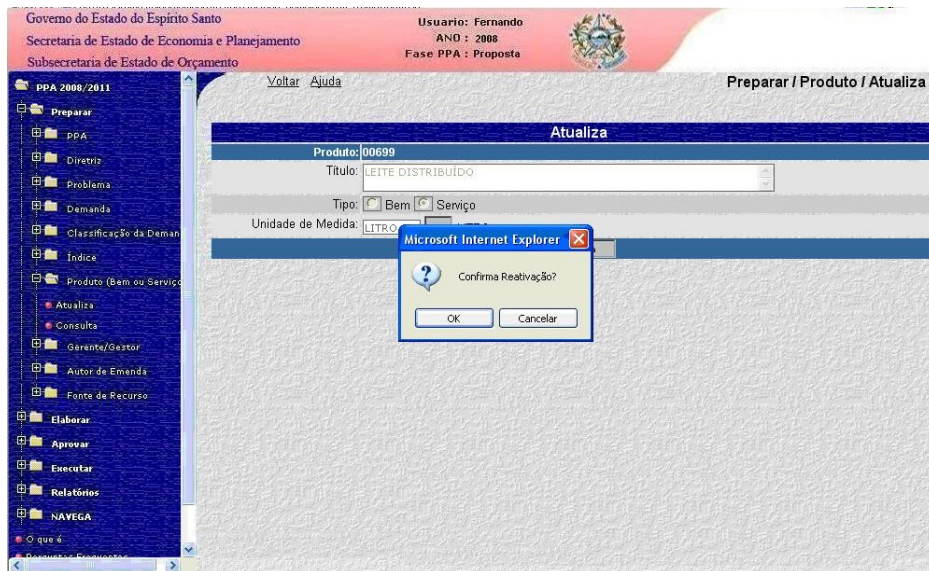 Governo do Estado do Espírito Santo
Secretaria de Estado de Economia e Planejamento
Subsecretaria de Estado de Orçamento
Usuario: Fernando
ANO : 2008
Fase PPA : Proposta
PPA 2008/2011
Preparar
PPA
Diretriz
Problema
Demanda
Classificação da Deman
Índice
Produto (Bem ou Serviço
Atualiza
Consulta
Gerente/Gestor
Autor de Emenda
Fonte de Recurso
Elaborar
Aprovar
Executar
Relatórios
NAVEGA
O que é
Perguntas Frequentes
Voltar Ajuda
Preparar / Produto / Atualiza
Atualiza
Produto: 00699
Título: LEITE DISTRIBUÍDO
Tipo: Bem Serviço
Unidade de Medida: LITRO
Microsoft Internet Explorer
Confirma Reativação?
OK Cancelar